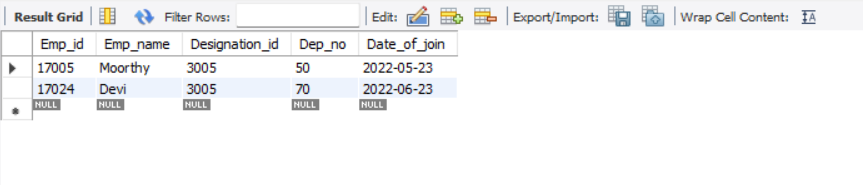 Result Grid Filter Rows: Edit: Export/Import: Wrap Cell Content: IA
Emp_id Emp_name Designation_id Dep_no Date_of_join
17005 Moorthy 3005 50 2022-05-23
17024 Devi 3005 70 2022-06-23
NULL NULL NULL NULL NULL